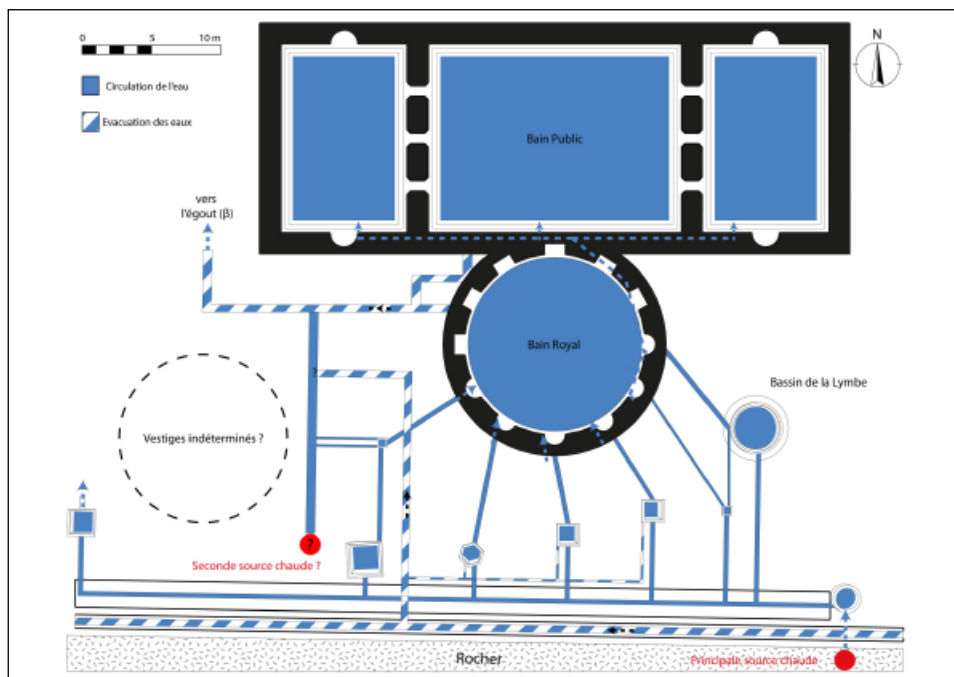 0 5 10 m
N
Circulation de l'eau
Evacuation des eaux
Bain Public
vers
l'égout (β)
Bain Royal
Bassin de la Lymbe
?
Vestiges indéterminés ?
?
Seconde source chaude ?
Rocher
Principale source chaude